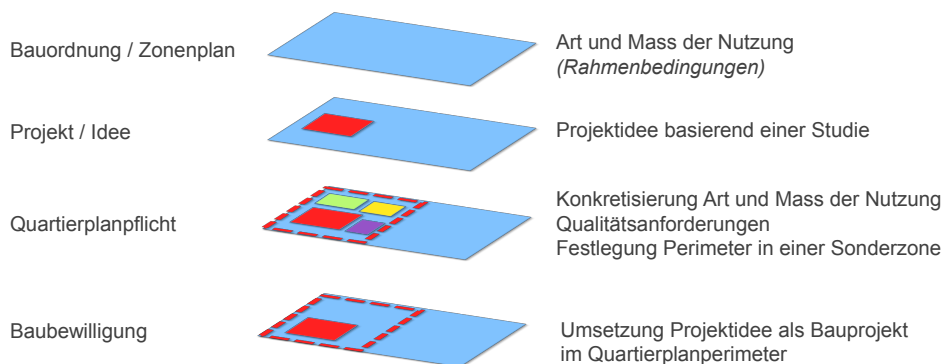 Bauordnung / Zonenplan
Art und Mass der Nutzung
(Rahmenbedingungen)
Projekt / Idee
Projektidee basierend einer Studie
Quartierplanpflicht
Konkretisierung Art und Mass der Nutzung
Qualitätsanforderungen
Festlegung Perimeter in einer Sonderzone
Baubewilligung
Umsetzung Projektidee als Bauprojekt
im Quartierplanperimeter